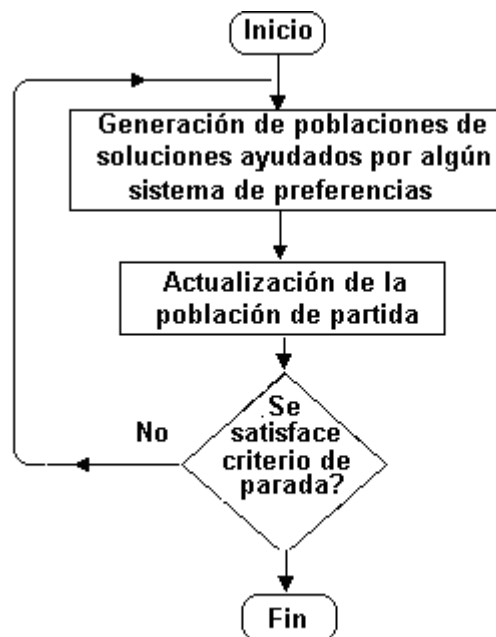 Inicio
Generación de poblaciones de
soluciones ayudados por algún
sistema de preferencias
Actualización de la
población de partida
Se
satisface
criterio de
parada?
No
Fin